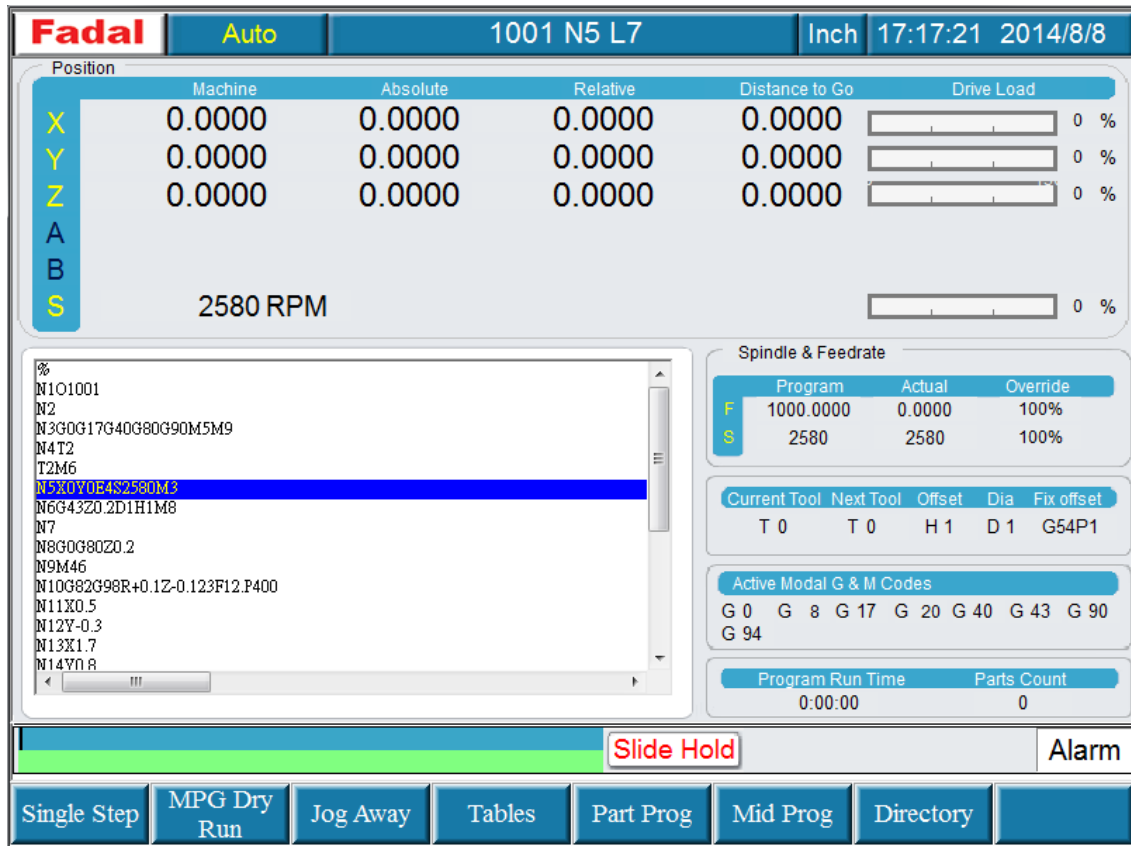 Fadal Auto 1001 N5 L7 Inch 17:17:21 2014/8/8
Position
Machine Absolute Relative Distance to Go Drive Load
X 0.0000 0.0000 0.0000 0.0000 0 %
Y 0.0000 0.0000 0.0000 0.0000 0 %
Z 0.0000 0.0000 0.0000 0.0000 0 %
A
B
S 2580 RPM 0 %
%
N1O1001
N2
N3G0G17G40G80G90M5M9
N4T2
T2M6
N5X0Y0E4S2580M3
N6G43Z0.2D1H1M8
N7
N8G0G80Z0.2
N9M46
N10G82G98R+0.1Z-0.123F12.P400
N11X0.5
N12Y-0.3
N13X1.7
N14Y0.8
Spindle & Feedrate
Program Actual Override
F 1000.0000 0.0000 100%
S 2580 2580 100%
Current Tool Next Tool Offset Dia Fix offset
T 0 T 0 H 1 D 1 G54P1
Active Modal G & M Codes
G 0 G 8 G 17 G 20 G 40 G 43 G 90
G 94
Program Run Time Parts Count
0:00:00 0
Slide Hold Alarm
Single Step MPG Dry Run Jog Away Tables Part Prog Mid Prog Directory